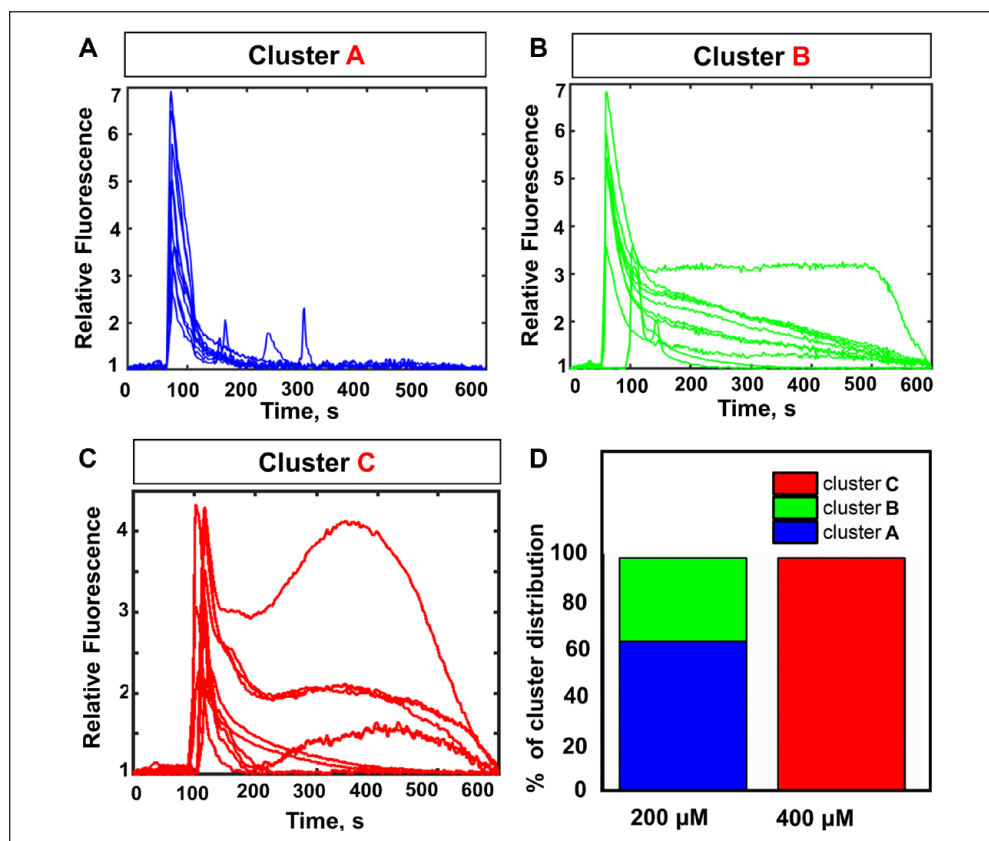 A
Cluster A
Relative Fluorescence
7
6
5
4
3
2
1
0 100 200 300 400 500 600
Time, s
B
Cluster B
Relative Fluorescence
7
6
5
4
3
2
1
0 100 200 300 400 500 600
Time, s
C
Cluster C
Relative Fluorescence
4
3
2
1
0 100 200 300 400 500 600
Time, s
D
cluster C
cluster B
cluster A
% of cluster distribution
100
80
60
40
20
0
200 µM 400 µM